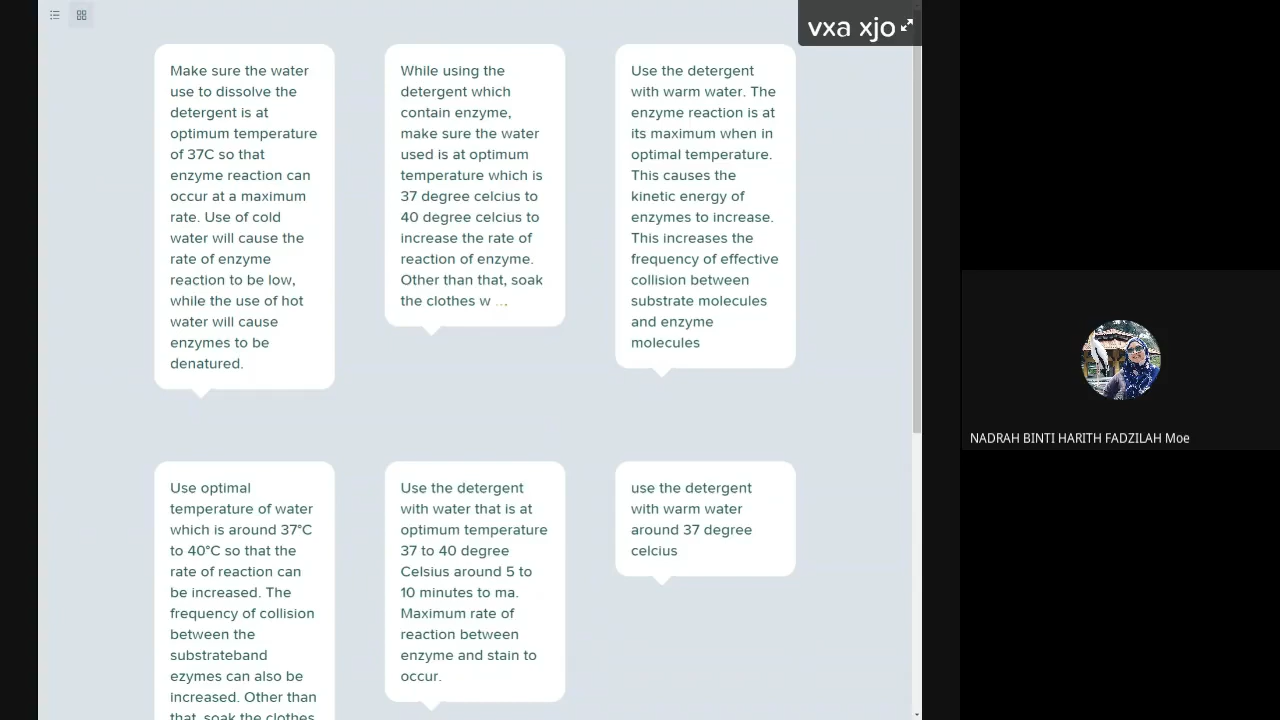 vxa xjo
Make sure the water
use to dissolve the
detergent is at
optimum temperature
of 37C so that
enzyme reaction can
occur at a maximum
rate. Use of cold
water will cause the
rate of enzyme
reaction to be low,
while the use of hot
water will cause
enzymes to be
denatured.
While using the
detergent which
contain enzyme,
make sure the water
used is at optimum
temperature which is
37 degree celcius to
40 degree celcius to
increase the rate of
reaction of enzyme.
Other than that, soak
the clothes w ...
Use the detergent
with warm water. The
enzyme reaction is at
its maximum when in
optimal temperature.
This causes the
kinetic energy of
enzymes to increase.
This increases the
frequency of effective
collision between
substrate molecules
and enzyme
molecules
Use optimal
temperature of water
which is around 37°C
to 40°C so that the
rate of reaction can
be increased. The
frequency of collision
between the
substrateband
ezymes can also be
increased. Other than
that, soak the clothes
Use the detergent
with water that is at
optimum temperature
37 to 40 degree
Celsius around 5 to
10 minutes to ma.
Maximum rate of
reaction between
enzyme and stain to
occur.
use the detergent
with warm water
around 37 degree
celcius
NADRAH BINTI HARITH FADZILAH Moe